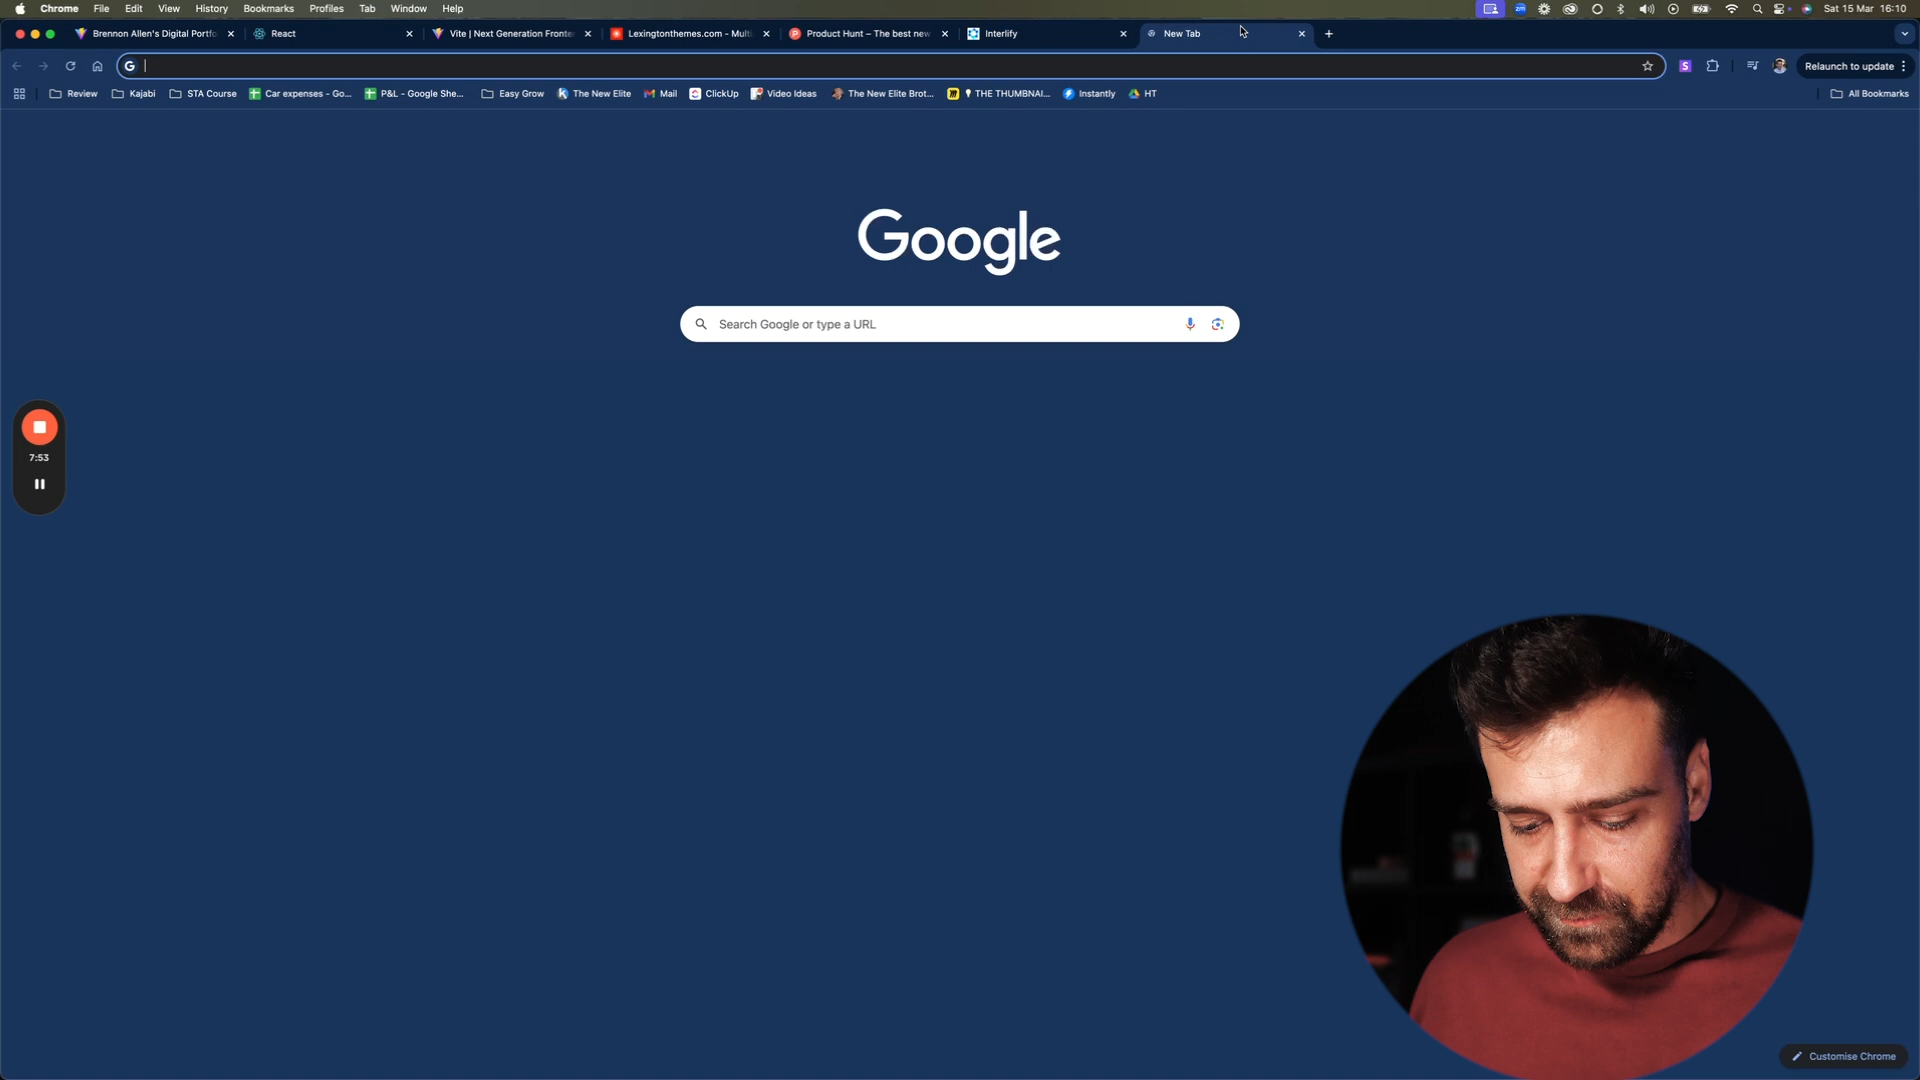 Chrome File Edit View History Bookmarks Profiles Tab Window Help
zm
Sat 15 Mar 16:10
Brennon Allen's Digital Portfo
React
Vite | Next Generation Fronte
Lexingtonthemes.com - Multi
Product Hunt – The best new
Interlify
New Tab
G
S
Relaunch to update
Review
Kajabi
STA Course
Car expenses - Go...
P&L - Google She...
Easy Grow
The New Elite
Mail
ClickUp
Video Ideas
The New Elite Brot...
THE THUMBNAI...
Instantly
HT
All Bookmarks
Google
Search Google or type a URL
7:53
Customise Chrome